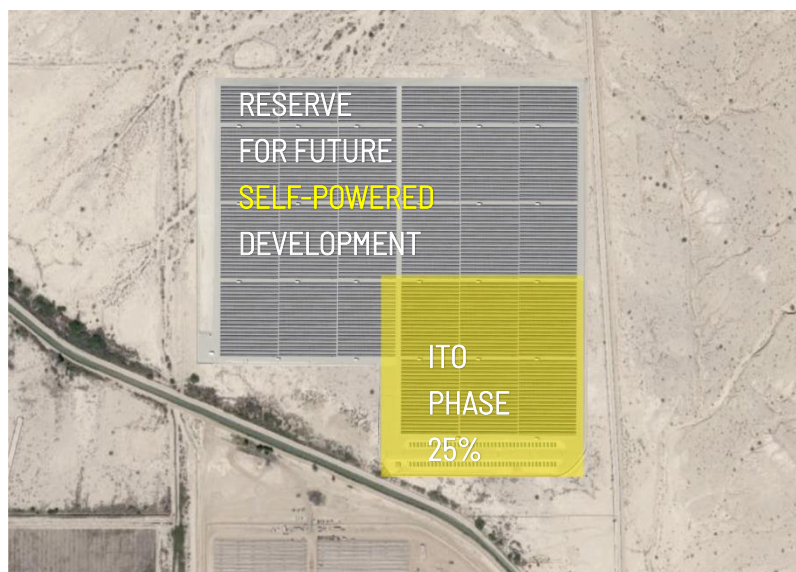 RESERVE
FOR FUTURE
SELF-POWERED
DEVELOPMENT
ITO
PHASE
25%